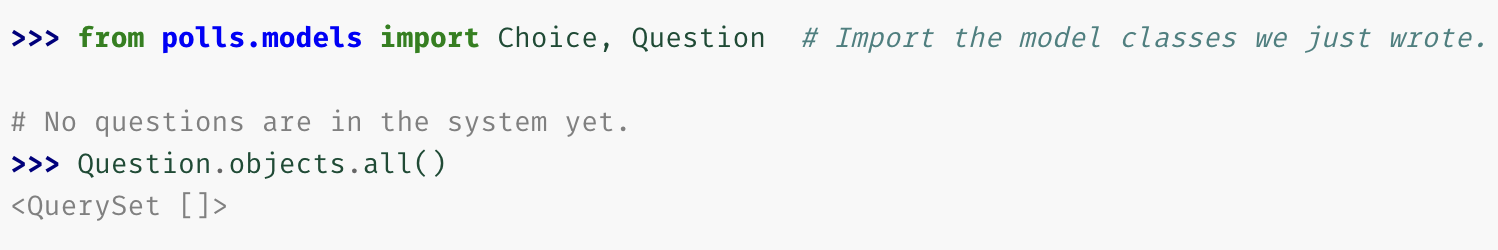 >>> from polls.models import Choice, Question  # Import the model classes we just wrote.
# No questions are in the system yet.
>>> Question.objects.all()
<QuerySet []>